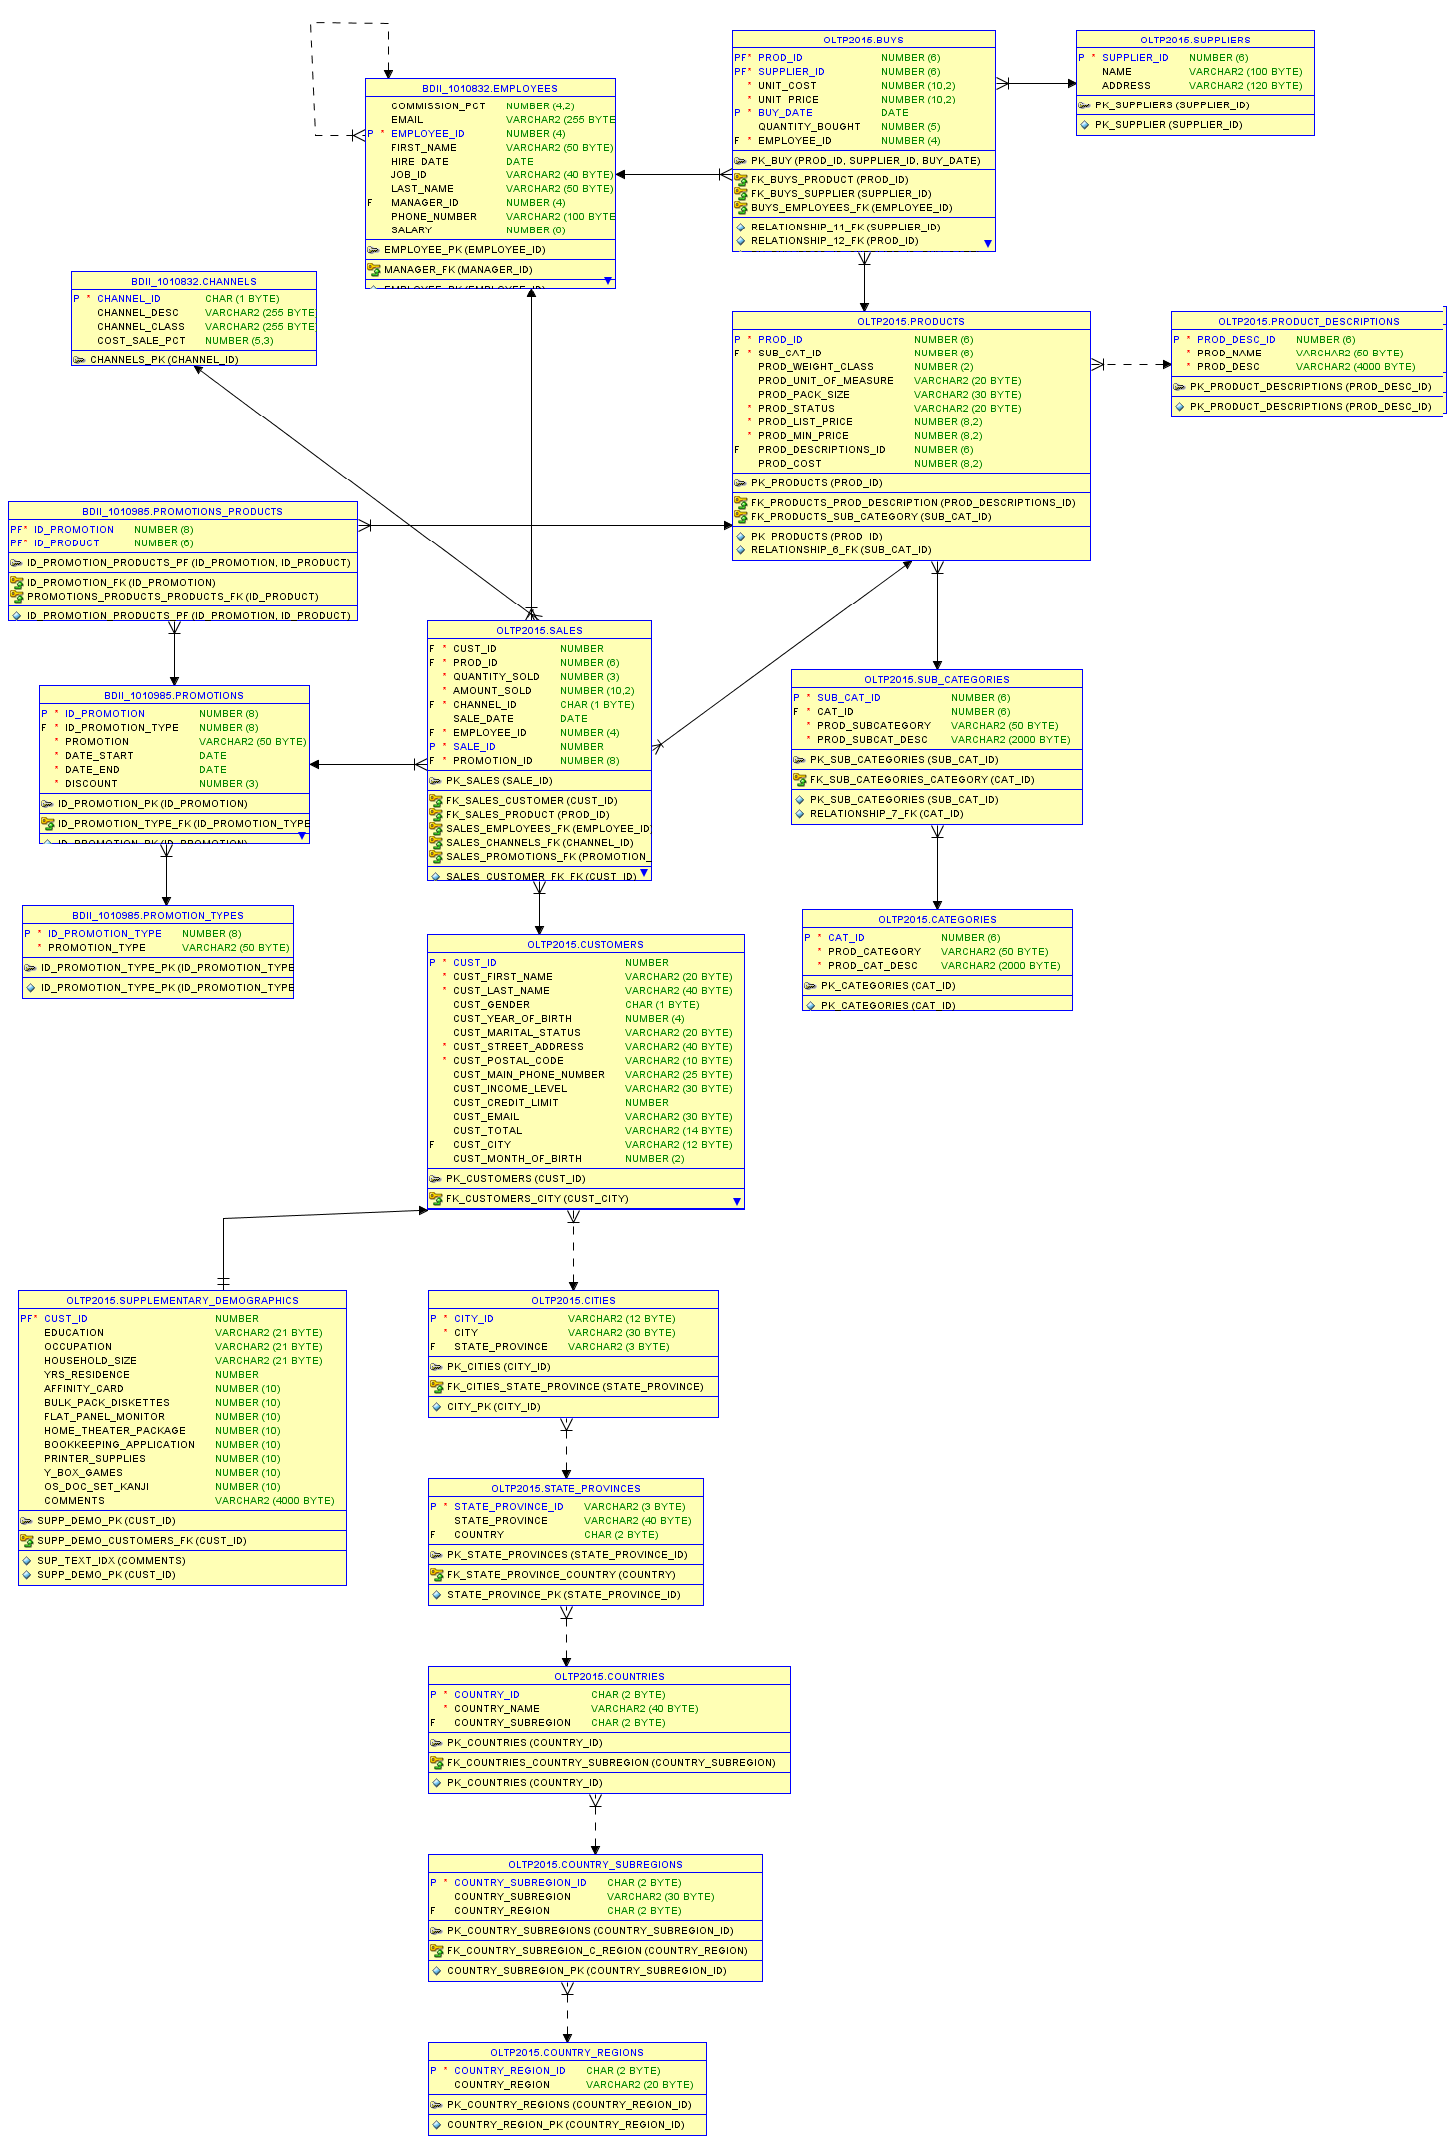 OLTP2015.BUYS
PF* PROD_ID NUMBER (6)
PF* SUPPLIER_ID NUMBER (6)
* UNIT_COST NUMBER (10,2)
* UNIT_PRICE NUMBER (10,2)
P * BUY_DATE DATE
QUANTITY_BOUGHT NUMBER (5)
F * EMPLOYEE_ID NUMBER (4)
PK_BUY (PROD_ID, SUPPLIER_ID, BUY_DATE)
FK_BUYS_PRODUCT (PROD_ID)
FK_BUYS_SUPPLIER (SUPPLIER_ID)
BUYS_EMPLOYEES_FK (EMPLOYEE_ID)
RELATIONSHIP_11_FK (SUPPLIER_ID)
RELATIONSHIP_12_FK (PROD_ID)
OLTP2015.SUPPLIERS
P * SUPPLIER_ID NUMBER (6)
NAME VARCHAR2 (100 BYTE)
ADDRESS VARCHAR2 (120 BYTE)
PK_SUPPLIERS (SUPPLIER_ID)
PK_SUPPLIER (SUPPLIER_ID)
BDII_1010832.EMPLOYEES
COMMISSION_PCT NUMBER (4,2)
EMAIL VARCHAR2 (255 BYTE
P * EMPLOYEE_ID NUMBER (4)
FIRST_NAME VARCHAR2 (50 BYTE)
HIRE_DATE DATE
JOB_ID VARCHAR2 (40 BYTE)
LAST_NAME VARCHAR2 (50 BYTE)
F MANAGER_ID NUMBER (4)
PHONE_NUMBER VARCHAR2 (100 BYTE
SALARY NUMBER (0)
EMPLOYEE_PK (EMPLOYEE_ID)
MANAGER_FK (MANAGER_ID)
EMPLOYEE_PK (EMPLOYEE_ID)
BDII_1010832.CHANNELS
P * CHANNEL_ID CHAR (1 BYTE)
CHANNEL_DESC VARCHAR2 (255 BYTE
CHANNEL_CLASS VARCHAR2 (255 BYTE
COST_SALE_PCT NUMBER (5,3)
CHANNELS_PK (CHANNEL_ID)
OLTP2015.PRODUCTS
P * PROD_ID NUMBER (6)
F * SUB_CAT_ID NUMBER (6)
PROD_WEIGHT_CLASS NUMBER (2)
PROD_UNIT_OF_MEASURE VARCHAR2 (20 BYTE)
PROD_PACK_SIZE VARCHAR2 (30 BYTE)
* PROD_STATUS VARCHAR2 (20 BYTE)
* PROD_LIST_PRICE NUMBER (8,2)
* PROD_MIN_PRICE NUMBER (8,2)
F PROD_DESCRIPTIONS_ID NUMBER (6)
PROD_COST NUMBER (8,2)
PK_PRODUCTS (PROD_ID)
FK_PRODUCTS_PROD_DESCRIPTION (PROD_DESCRIPTIONS_ID)
FK_PRODUCTS_SUB_CATEGORY (SUB_CAT_ID)
PK_PRODUCTS (PROD_ID)
RELATIONSHIP_6_FK (SUB_CAT_ID)
OLTP2015.PRODUCT_DESCRIPTIONS
P * PROD_DESC_ID NUMBER (6)
* PROD_NAME VARCHAR2 (50 BYTE)
* PROD_DESC VARCHAR2 (4000 BYTE)
PK_PRODUCT_DESCRIPTIONS (PROD_DESC_ID)
PK_PRODUCT_DESCRIPTIONS (PROD_DESC_ID)
BDII_1010985.PROMOTIONS_PRODUCTS
PF* ID_PROMOTION NUMBER (8)
PF* ID_PRODUCT NUMBER (6)
ID_PROMOTION_PRODUCTS_PF (ID_PROMOTION, ID_PRODUCT)
ID_PROMOTION_FK (ID_PROMOTION)
PROMOTIONS_PRODUCTS_PRODUCTS_FK (ID_PRODUCT)
ID_PROMOTION_PRODUCTS_PF (ID_PROMOTION, ID_PRODUCT)
OLTP2015.SALES
F * CUST_ID NUMBER
F * PROD_ID NUMBER (6)
* QUANTITY_SOLD NUMBER (3)
* AMOUNT_SOLD NUMBER (10,2)
F * CHANNEL_ID CHAR (1 BYTE)
SALE_DATE DATE
F * EMPLOYEE_ID NUMBER (4)
P * SALE_ID NUMBER
F * PROMOTION_ID NUMBER (8)
PK_SALES (SALE_ID)
FK_SALES_CUSTOMER (CUST_ID)
FK_SALES_PRODUCT (PROD_ID)
SALES_EMPLOYEES_FK (EMPLOYEE_ID)
SALES_CHANNELS_FK (CHANNEL_ID)
SALES_PROMOTIONS_FK (PROMOTION_
SALES_CUSTOMER_FK_FK (CUST_ID)
BDII_1010985.PROMOTIONS
P * ID_PROMOTION NUMBER (8)
F * ID_PROMOTION_TYPE NUMBER (8)
* PROMOTION VARCHAR2 (50 BYTE)
* DATE_START DATE
* DATE_END DATE
* DISCOUNT NUMBER (3)
ID_PROMOTION_PK (ID_PROMOTION)
ID_PROMOTION_TYPE_FK (ID_PROMOTION_TYPE
ID_PROMOTION_PK (ID_PROMOTION)
OLTP2015.SUB_CATEGORIES
P * SUB_CAT_ID NUMBER (6)
F * CAT_ID NUMBER (6)
* PROD_SUBCATEGORY VARCHAR2 (50 BYTE)
* PROD_SUBCAT_DESC VARCHAR2 (2000 BYTE)
PK_SUB_CATEGORIES (SUB_CAT_ID)
FK_SUB_CATEGORIES_CATEGORY (CAT_ID)
PK_SUB_CATEGORIES (SUB_CAT_ID)
RELATIONSHIP_7_FK (CAT_ID)
BDII_1010985.PROMOTION_TYPES
P * ID_PROMOTION_TYPE NUMBER (8)
* PROMOTION_TYPE VARCHAR2 (50 BYTE)
ID_PROMOTION_TYPE_PK (ID_PROMOTION_TYPE
ID_PROMOTION_TYPE_PK (ID_PROMOTION_TYPE
OLTP2015.CATEGORIES
P * CAT_ID NUMBER (6)
* PROD_CATEGORY VARCHAR2 (50 BYTE)
* PROD_CAT_DESC VARCHAR2 (2000 BYTE)
PK_CATEGORIES (CAT_ID)
PK_CATEGORIES (CAT_ID)
OLTP2015.CUSTOMERS
P * CUST_ID NUMBER
* CUST_FIRST_NAME VARCHAR2 (20 BYTE)
* CUST_LAST_NAME VARCHAR2 (40 BYTE)
CUST_GENDER CHAR (1 BYTE)
CUST_YEAR_OF_BIRTH NUMBER (4)
CUST_MARITAL_STATUS VARCHAR2 (20 BYTE)
* CUST_STREET_ADDRESS VARCHAR2 (40 BYTE)
* CUST_POSTAL_CODE VARCHAR2 (10 BYTE)
CUST_MAIN_PHONE_NUMBER VARCHAR2 (25 BYTE)
CUST_INCOME_LEVEL VARCHAR2 (30 BYTE)
CUST_CREDIT_LIMIT NUMBER
CUST_EMAIL VARCHAR2 (30 BYTE)
CUST_TOTAL VARCHAR2 (14 BYTE)
F CUST_CITY VARCHAR2 (12 BYTE)
CUST_MONTH_OF_BIRTH NUMBER (2)
PK_CUSTOMERS (CUST_ID)
FK_CUSTOMERS_CITY (CUST_CITY)
OLTP2015.SUPPLEMENTARY_DEMOGRAPHICS
PF* CUST_ID NUMBER
EDUCATION VARCHAR2 (21 BYTE)
OCCUPATION VARCHAR2 (21 BYTE)
HOUSEHOLD_SIZE VARCHAR2 (21 BYTE)
YRS_RESIDENCE NUMBER
AFFINITY_CARD NUMBER (10)
BULK_PACK_DISKETTES NUMBER (10)
FLAT_PANEL_MONITOR NUMBER (10)
HOME_THEATER_PACKAGE NUMBER (10)
BOOKKEEPING_APPLICATION NUMBER (10)
PRINTER_SUPPLIES NUMBER (10)
Y_BOX_GAMES NUMBER (10)
OS_DOC_SET_KANJI NUMBER (10)
COMMENTS VARCHAR2 (4000 BYTE)
SUPP_DEMO_PK (CUST_ID)
SUPP_DEMO_CUSTOMERS_FK (CUST_ID)
SUP_TEXT_IDX (COMMENTS)
SUPP_DEMO_PK (CUST_ID)
OLTP2015.CITIES
P * CITY_ID VARCHAR2 (12 BYTE)
* CITY VARCHAR2 (30 BYTE)
F STATE_PROVINCE VARCHAR2 (3 BYTE)
PK_CITIES (CITY_ID)
FK_CITIES_STATE_PROVINCE (STATE_PROVINCE)
CITY_PK (CITY_ID)
OLTP2015.STATE_PROVINCES
P * STATE_PROVINCE_ID VARCHAR2 (3 BYTE)
STATE_PROVINCE VARCHAR2 (40 BYTE)
F COUNTRY CHAR (2 BYTE)
PK_STATE_PROVINCES (STATE_PROVINCE_ID)
FK_STATE_PROVINCE_COUNTRY (COUNTRY)
STATE_PROVINCE_PK (STATE_PROVINCE_ID)
OLTP2015.COUNTRIES
P * COUNTRY_ID CHAR (2 BYTE)
* COUNTRY_NAME VARCHAR2 (40 BYTE)
F COUNTRY_SUBREGION CHAR (2 BYTE)
PK_COUNTRIES (COUNTRY_ID)
FK_COUNTRIES_COUNTRY_SUBREGION (COUNTRY_SUBREGION)
PK_COUNTRIES (COUNTRY_ID)
OLTP2015.COUNTRY_SUBREGIONS
P * COUNTRY_SUBREGION_ID CHAR (2 BYTE)
COUNTRY_SUBREGION VARCHAR2 (30 BYTE)
F COUNTRY_REGION CHAR (2 BYTE)
PK_COUNTRY_SUBREGIONS (COUNTRY_SUBREGION_ID)
FK_COUNTRY_SUBREGION_C_REGION (COUNTRY_REGION)
COUNTRY_SUBREGION_PK (COUNTRY_SUBREGION_ID)
OLTP2015.COUNTRY_REGIONS
P * COUNTRY_REGION_ID CHAR (2 BYTE)
COUNTRY_REGION VARCHAR2 (20 BYTE)
PK_COUNTRY_REGIONS (COUNTRY_REGION_ID)
COUNTRY_REGION_PK (COUNTRY_REGION_ID)